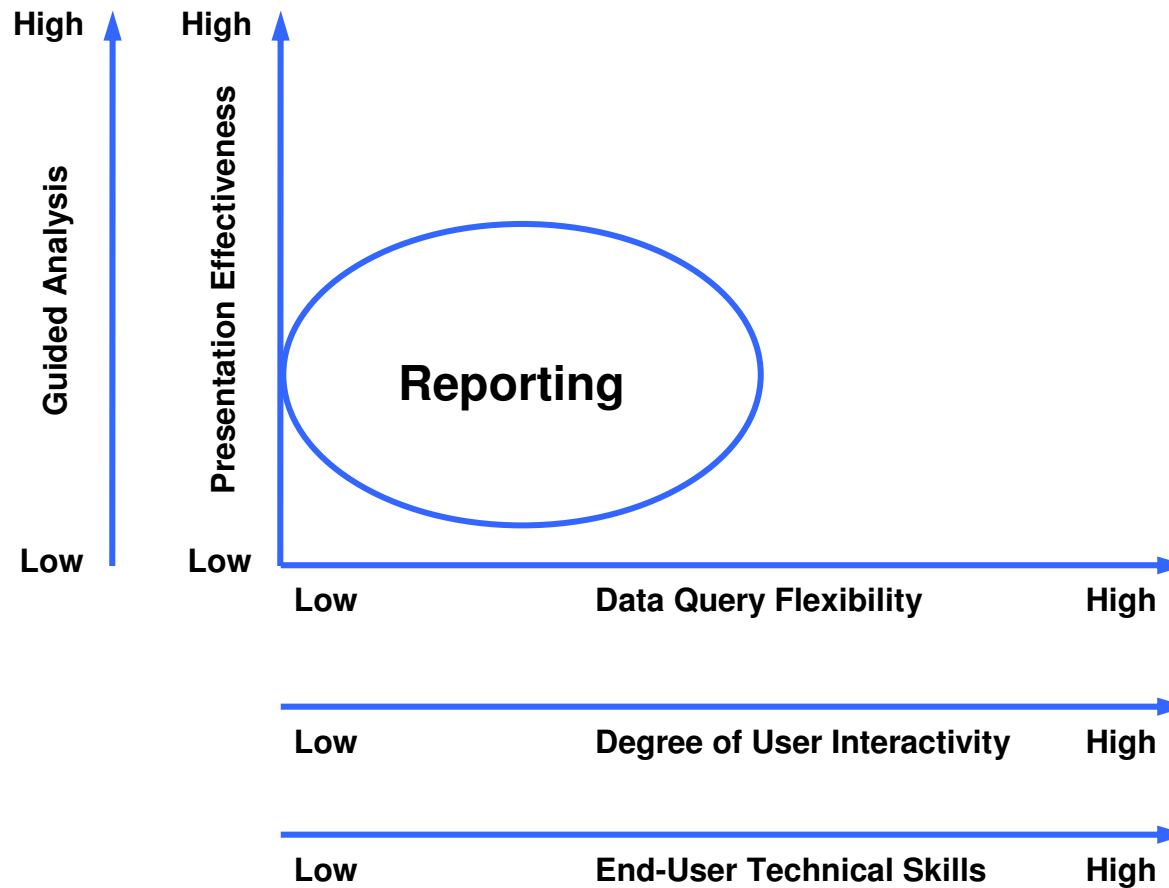 High
High
Guided Analysis
Presentation Effectiveness
Reporting
Low
Low
Low Data Query Flexibility High
Low Degree of User Interactivity High
Low End-User Technical Skills High